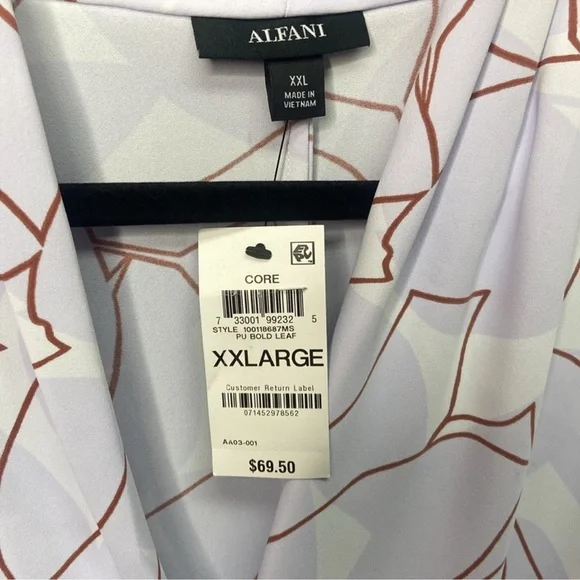 ALFANI
XXL
MADE IN
VIETNAM
CORE
7 33001 99232 5
STYLE 100118687MS
PU BOLD LEAF
XXLARGE
Customer Return Label
071452978562
AA03-001
$69.50